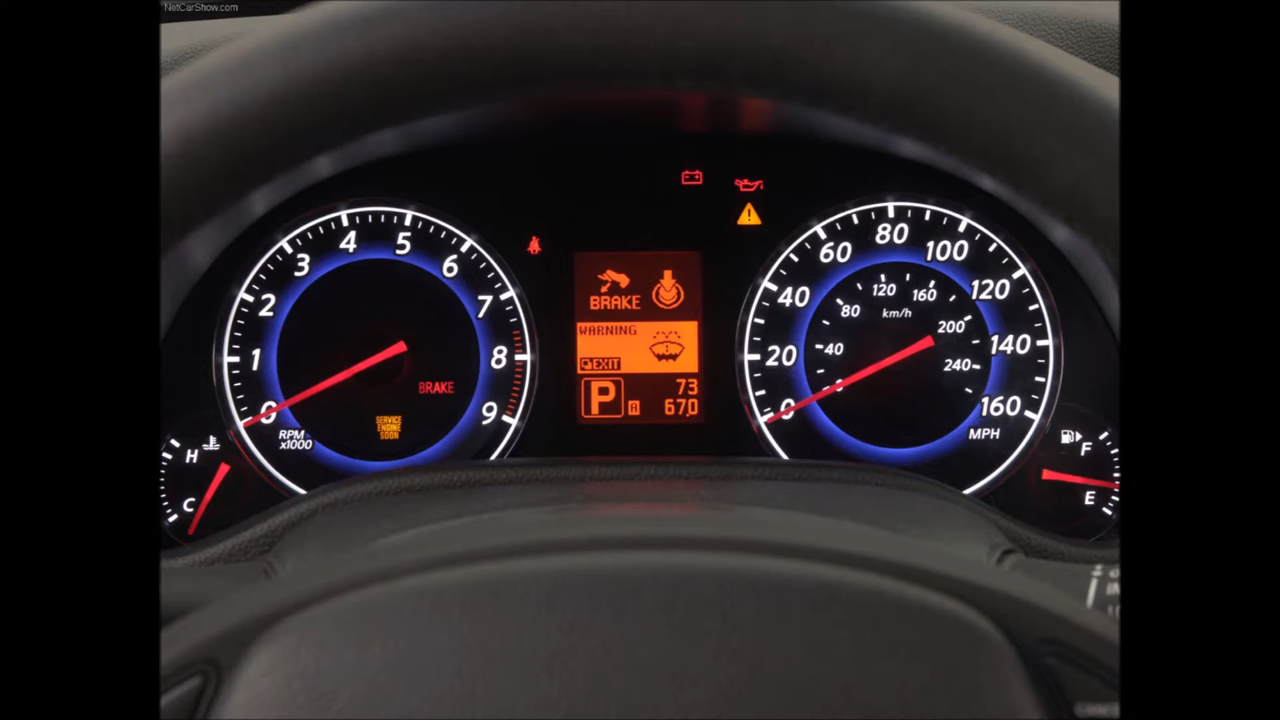 NetCarShow.com
0
1
2
3
4
5
6
7
8
9
RPM
x1000
BRAKE
SERVICE
ENGINE
SOON
H
C
BRAKE
WARNING
EXIT
P
A
73
670
0
20
40
60
80
100
120
140
160
MPH
0
40
80
120
160
200
240
km/h
F
E